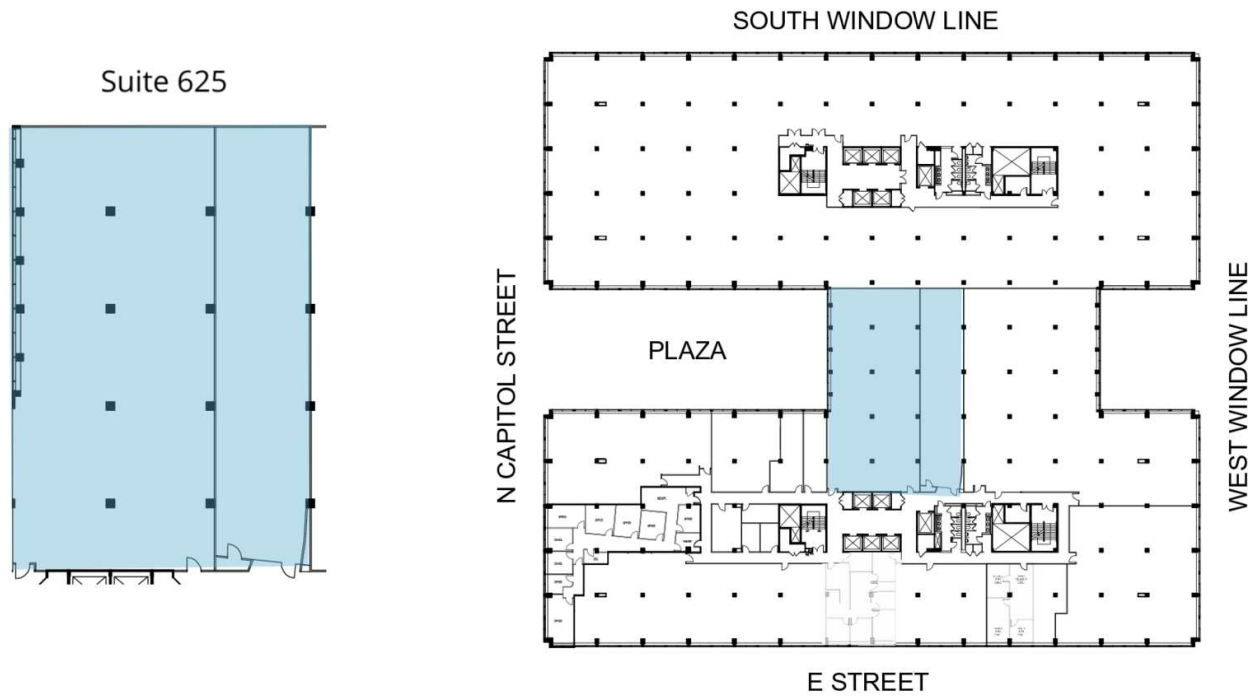 SOUTH WINDOW LINE
Suite 625
N CAPITOL STREET
PLAZA
WEST WINDOW LINE
E STREET